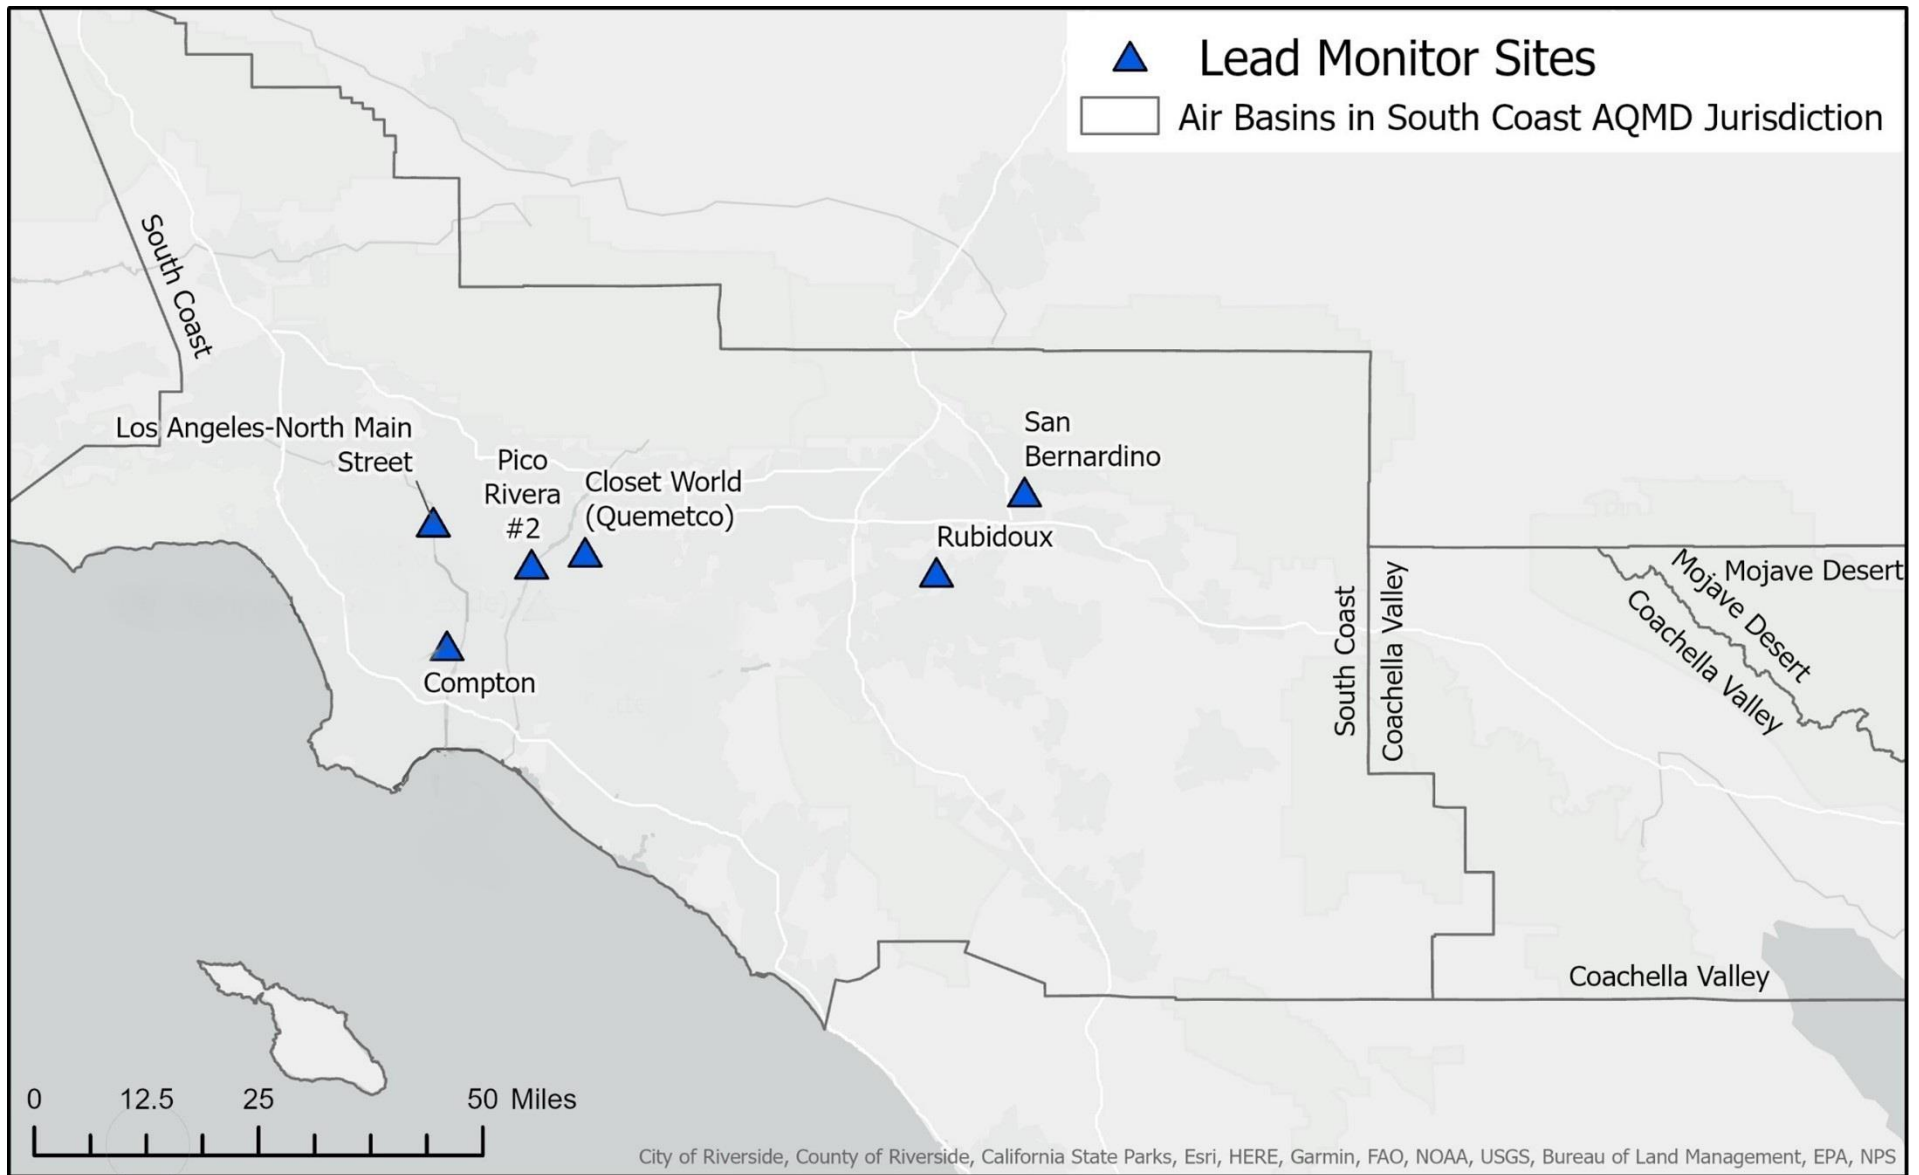 Lead Monitor Sites
Air Basins in South Coast AQMD Jurisdiction
South Coast
Los Angeles-North Main
Street
Pico
Rivera
#2
Closet World
(Quemetco)
San
Bernardino
Rubidoux
Compton
South Coast
Coachella Valley
Mojave Desert
Mojave Desert
Coachella Valley
Coachella Valley
0 12.5 25 50 Miles
City of Riverside, County of Riverside, California State Parks, Esri, HERE, Garmin, FAO, NOAA, USGS, Bureau of Land Management, EPA, NPS